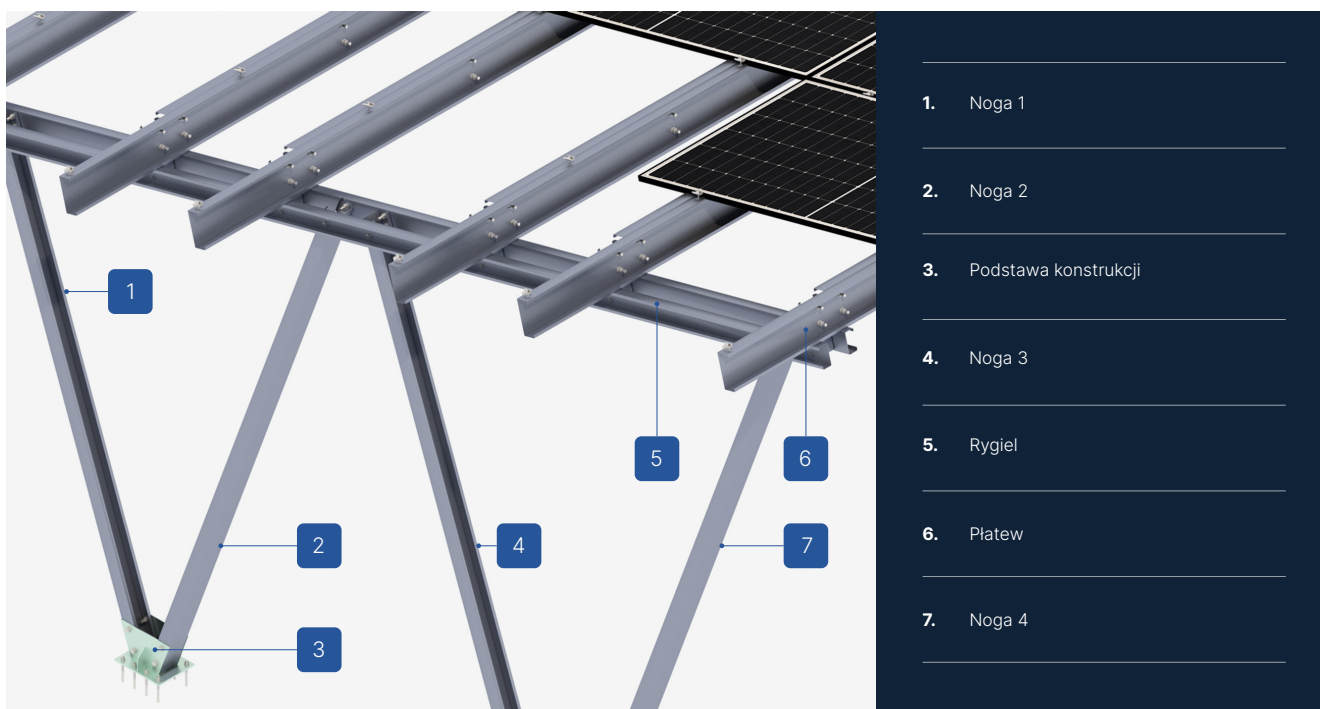 1
2
3
4
5
6
7
1. Noga 1
2. Noga 2
3. Podstawa konstrukcji
4. Noga 3
5. Rygiel
6. Płatew
7. Noga 4